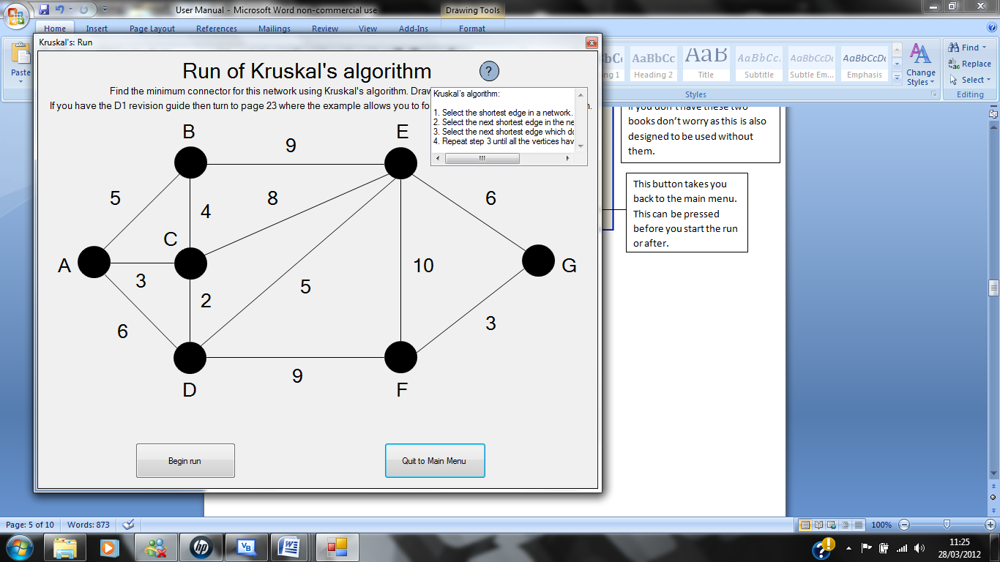 User Manual - Microsoft Word non-commercial use
Drawing Tools
Home Insert Page Layout References Mailings Review View Add-Ins Format
Paste
Kruskal's: Run
Run of Kruskal's algorithm
?
Find the minimum connector for this network using Kruskal's algorithm. Draw
If you have the D1 revision guide then turn to page 23 where the example allows you to fo
Kruskal's algorithm:
1. Select the shortest edge in a network.
2. Select the next shortest edge in the ne
3. Select the next shortest edge which do
4. Repeat step 3 until all the vertices hav
B
9
E
5
8
6
4
C
A
3
10
G
5
2
6
3
9
D
F
Begin run
Quit to Main Menu
AaBbCc AaB AaBbCc. AaBbCcDc AaBbCcDc
ng 1 Heading 2 Title Subtitle Subtle Em... Emphasis
Change
Styles
Styles
Find
Replace
Select
Editing
if you don't have these two
books don't worry as this is also
designed to be used without
them.
This button takes you
back to the main menu.
This can be pressed
before you start the run
or after.
Page: 5 of 10 Words: 873
100%
hp
VB
W
11:25
28/03/2012